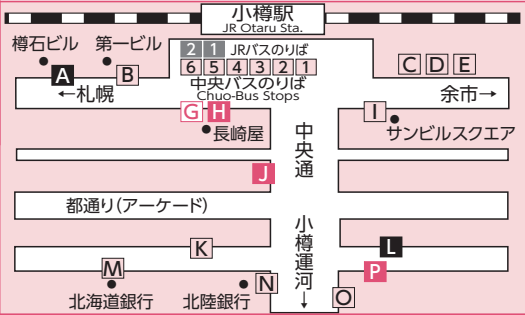 小樽駅
JR Otaru Sta.
樽石ビル 第一ビル
2 1 JRバスのりば
A B 6 5 4 3 2 1 C D E
←札幌 中央バスのりば 余市→
Chuo-Bus Stops
G H I
長崎屋 サンビルスクエア
中央通
J
都通り(アーケード)
小樽運河↓
K L
M P
N O
北海道銀行 北陸銀行